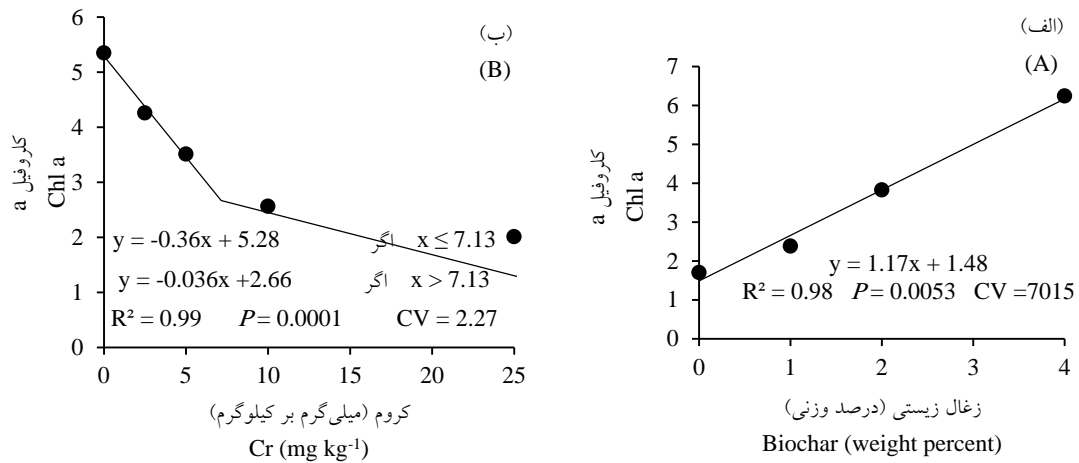 (الف)
(A)
7
6
5
4
3
2
1
0
کلروفیل a
Chl a
y = 1.17x + 1.48
R² = 0.98 P = 0.0053 CV =7015
0 1 2 3 4
زغال زیستی (درصد وزنی)
Biochar (weight percent)
(ب)
(B)
6
5
4
3
2
1
0
کلروفیل a
Chl a
y = -0.36x + 5.28 اگر x ≤ 7.13
y = -0.036x +2.66 اگر x > 7.13
R² = 0.99 P = 0.0001 CV = 2.27
0 5 10 15 20 25
کروم (میلی‌گرم بر کیلوگرم)
Cr (mg kg⁻¹)